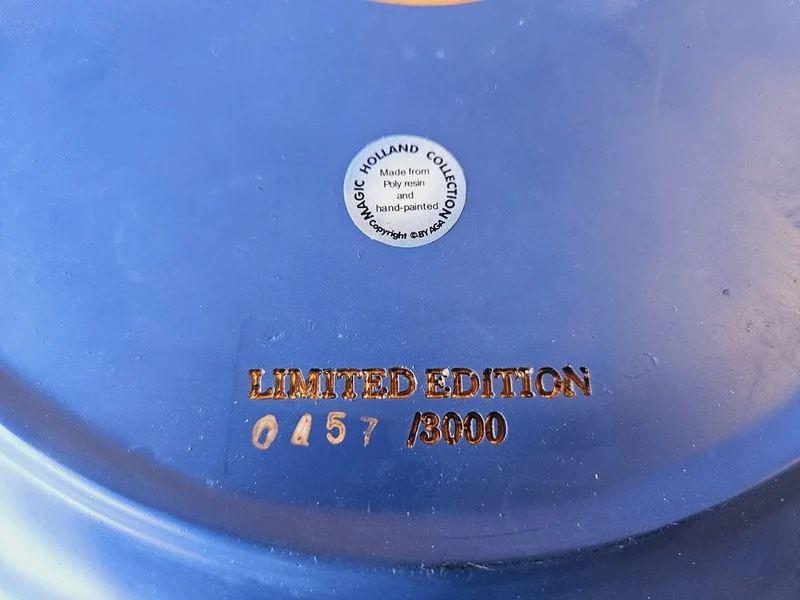 MAGIC HOLLAND COLLECTION
Made from
Poly resin
and
hand-painted
Copyright © BY AGA
LIMITED EDITION
0457 /3000